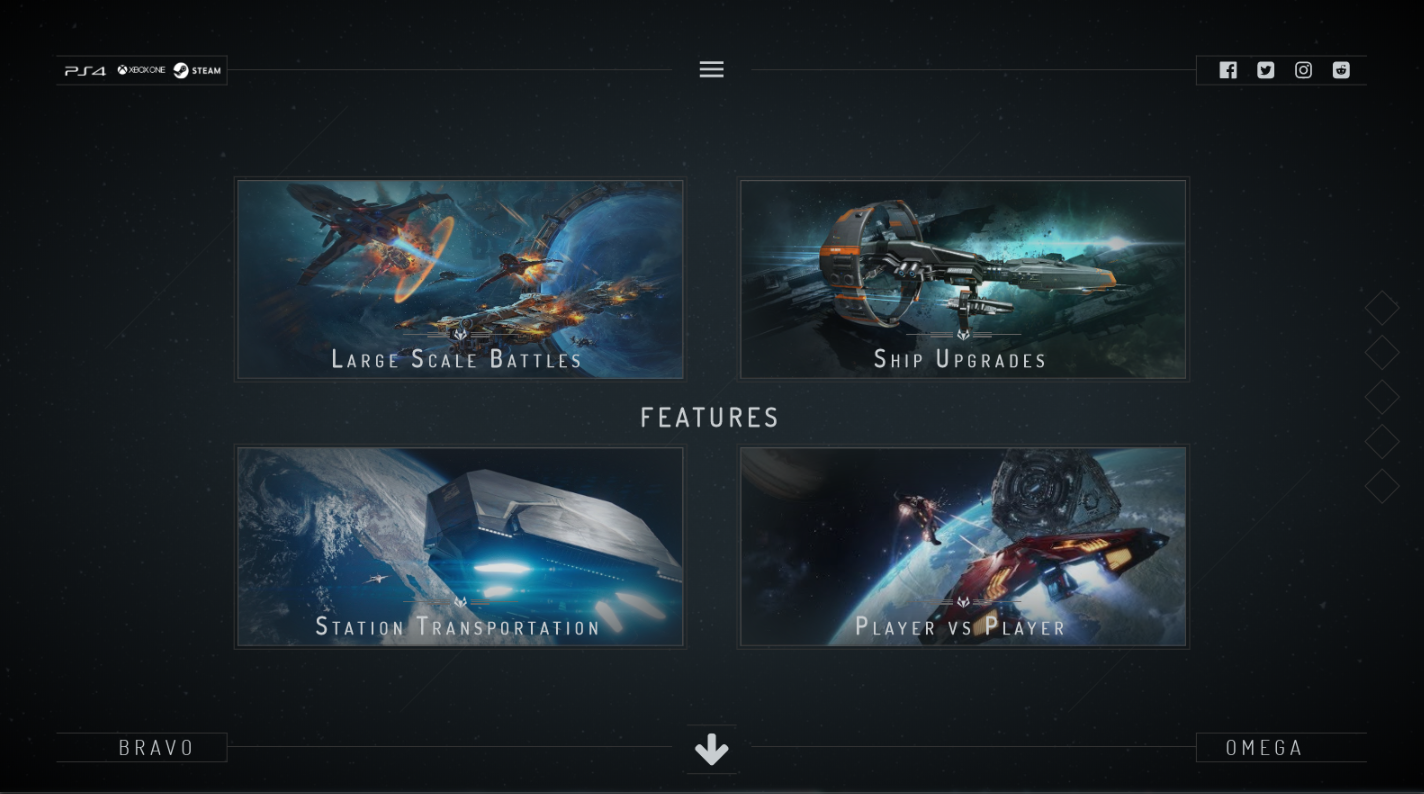 PS4 XBOX ONE STEAM
Large Scale Battles
Ship Upgrades
FEATURES
Station Transportation
Player vs Player
BRAVO
OMEGA